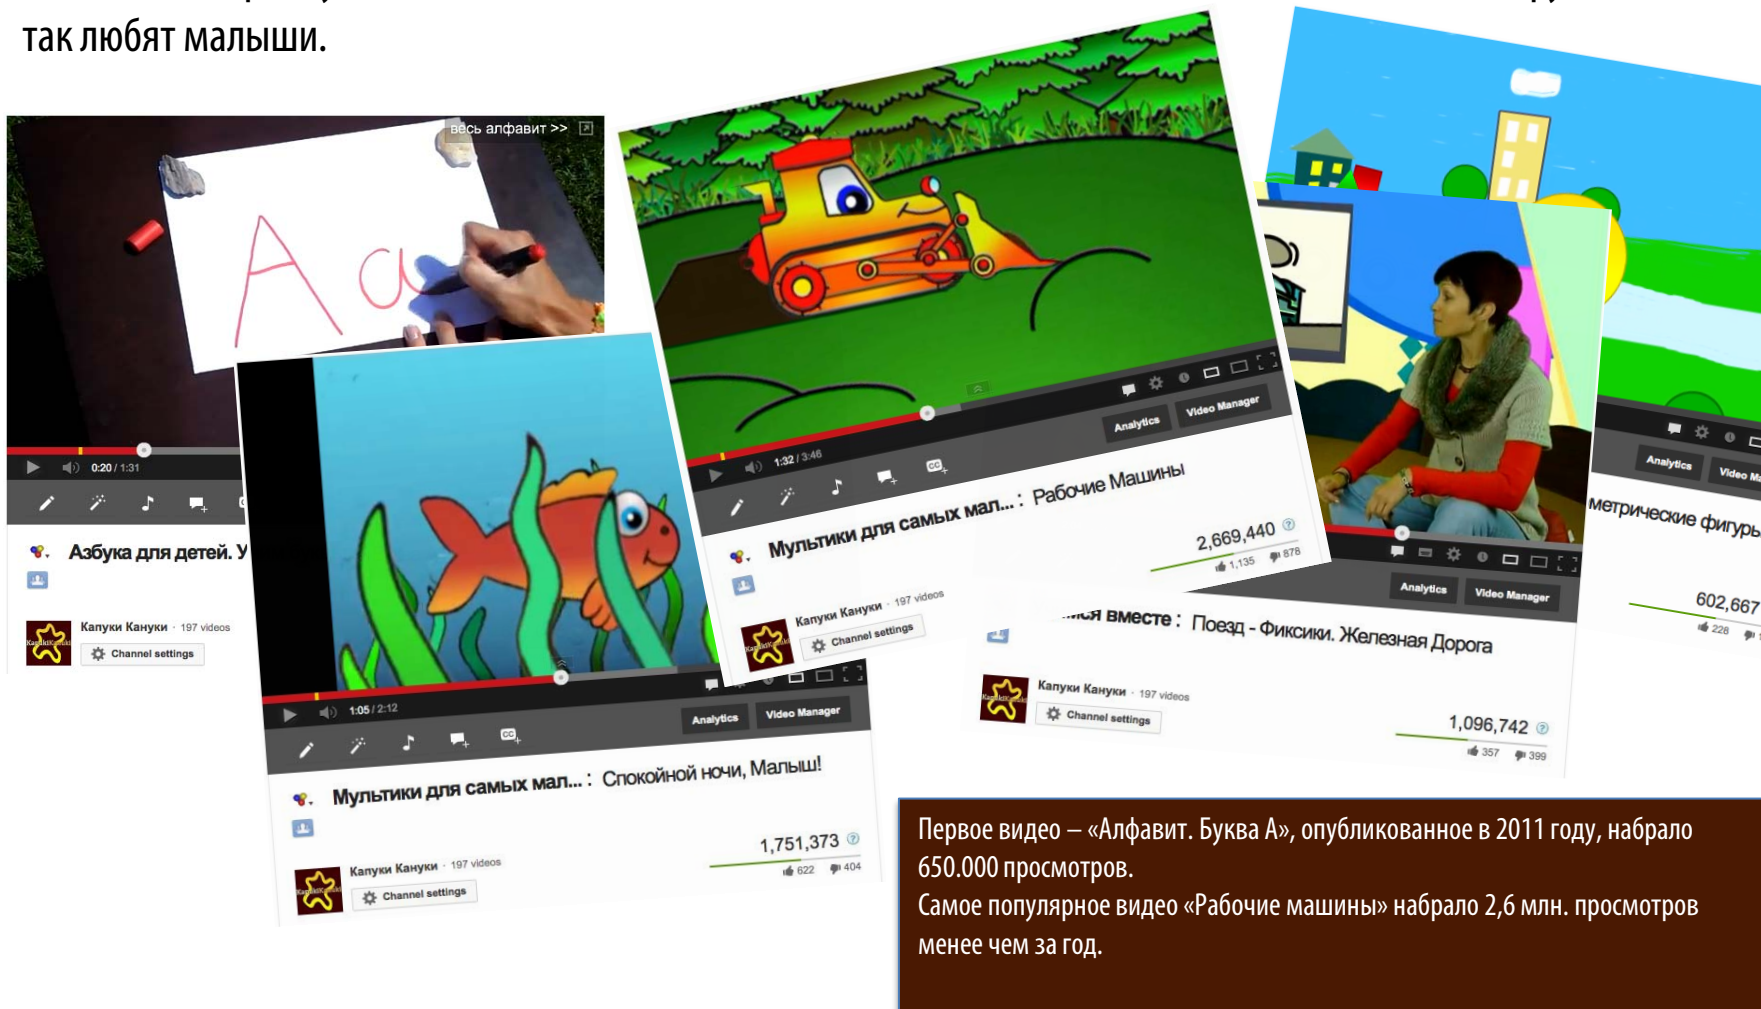 так любят малыши.
весь алфавит >>
Aa
0:20 / 1:31
Азбука для детей.
Капуки Кануки · 197 videos
Channel settings
1:05 / 2:12
Analytics
Video Manager
Мультики для самых мал... : Спокойной ночи, Малыш!
1,751,373
622 404
Капуки Кануки · 197 videos
Channel settings
1:32 / 3:46
Analytics
Video Manager
Мультики для самых мал... : Рабочие Машины
2,669,440
1,135 878
Капуки Кануки · 197 videos
Channel settings
Analytics
Video Manager
вместе : Поезд - Фиксики. Железная Дорога
Капуки Кануки · 197 videos
Channel settings
1,096,742
357 399
Analytics
Video
метрические фигуры
602,667
228
Первое видео – «Алфавит. Буква А», опубликованное в 2011 году, набрало
650.000 просмотров.
Самое популярное видео «Рабочие машины» набрало 2,6 млн. просмотров
менее чем за год.